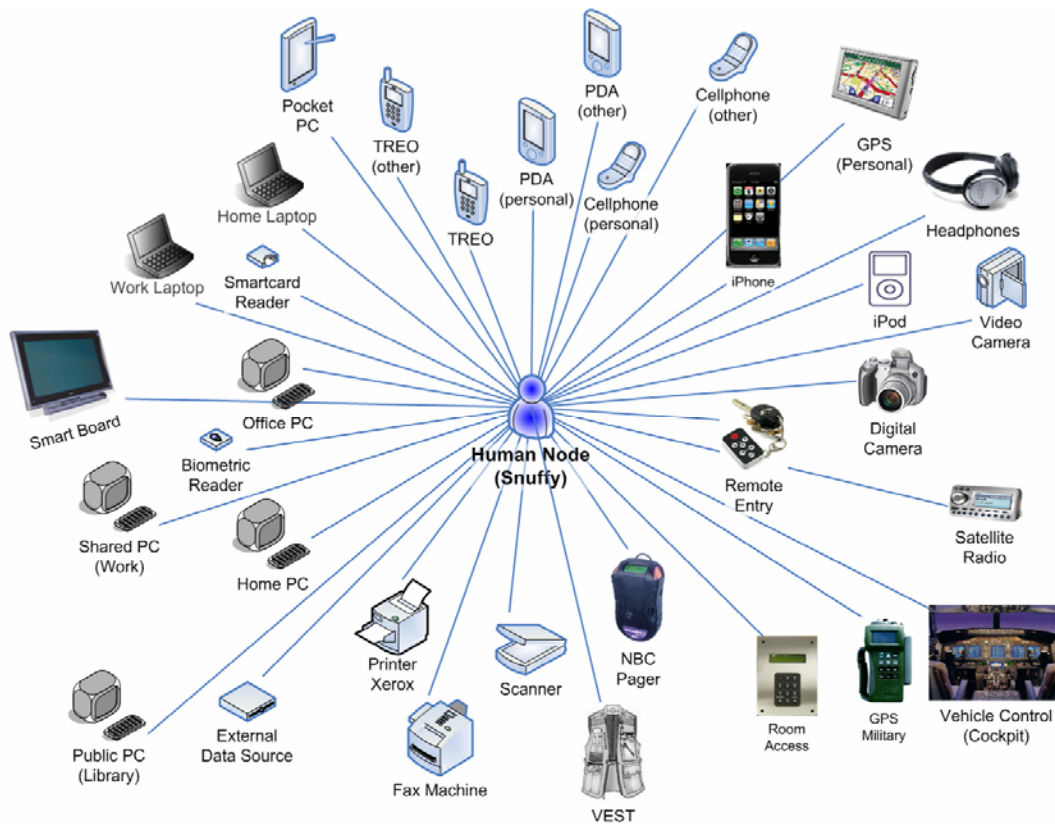 Pocket
PC
TREO
(other)
TREO
PDA
(personal)
PDA
(other)
Cellphone
(personal)
Cellphone
(other)
GPS
(Personal)
Home Laptop
Work Laptop
Smartcard
Reader
iPhone
Headphones
iPod
Video
Camera
Smart Board
Office PC
Biometric
Reader
Human Node
(Snuffy)
Digital
Camera
Remote
Entry
Satellite
Radio
Shared PC
(Work)
Home PC
Printer
Xerox
Scanner
NBC
Pager
Room
Access
GPS
Military
Vehicle Control
(Cockpit)
Public PC
(Library)
External
Data Source
Fax Machine
VEST